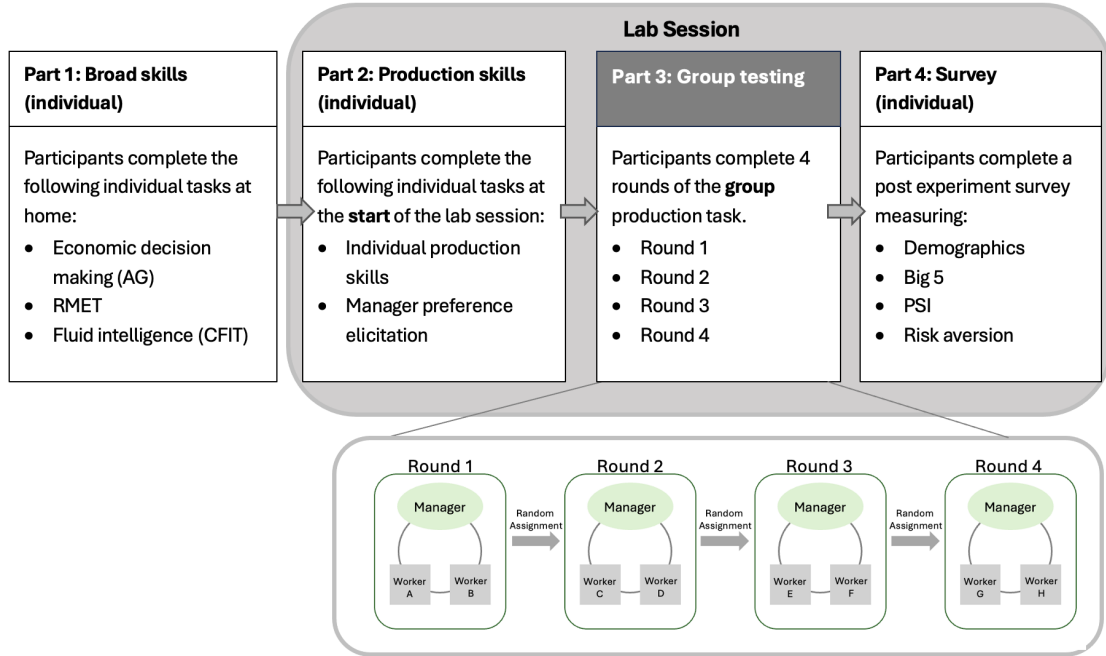 Lab Session
Part 1: Broad skills
(individual)
Participants complete the
following individual tasks at
home:
• Economic decision
making (AG)
• RMET
• Fluid intelligence (CFIT)
Part 2: Production skills
(individual)
Participants complete the
following individual tasks at
the start of the lab session:
• Individual production
skills
• Manager preference
elicitation
Part 3: Group testing
Participants complete 4
rounds of the group
production task.
• Round 1
• Round 2
• Round 3
• Round 4
Part 4: Survey
(individual)
Participants complete a
post experiment survey
measuring:
• Demographics
• Big 5
• PSI
• Risk aversion
Round 1
Manager
Worker
A
Worker
B
Random
Assignment
Round 2
Manager
Worker
C
Worker
D
Random
Assignment
Round 3
Manager
Worker
E
Worker
F
Random
Assignment
Round 4
Manager
Worker
G
Worker
H